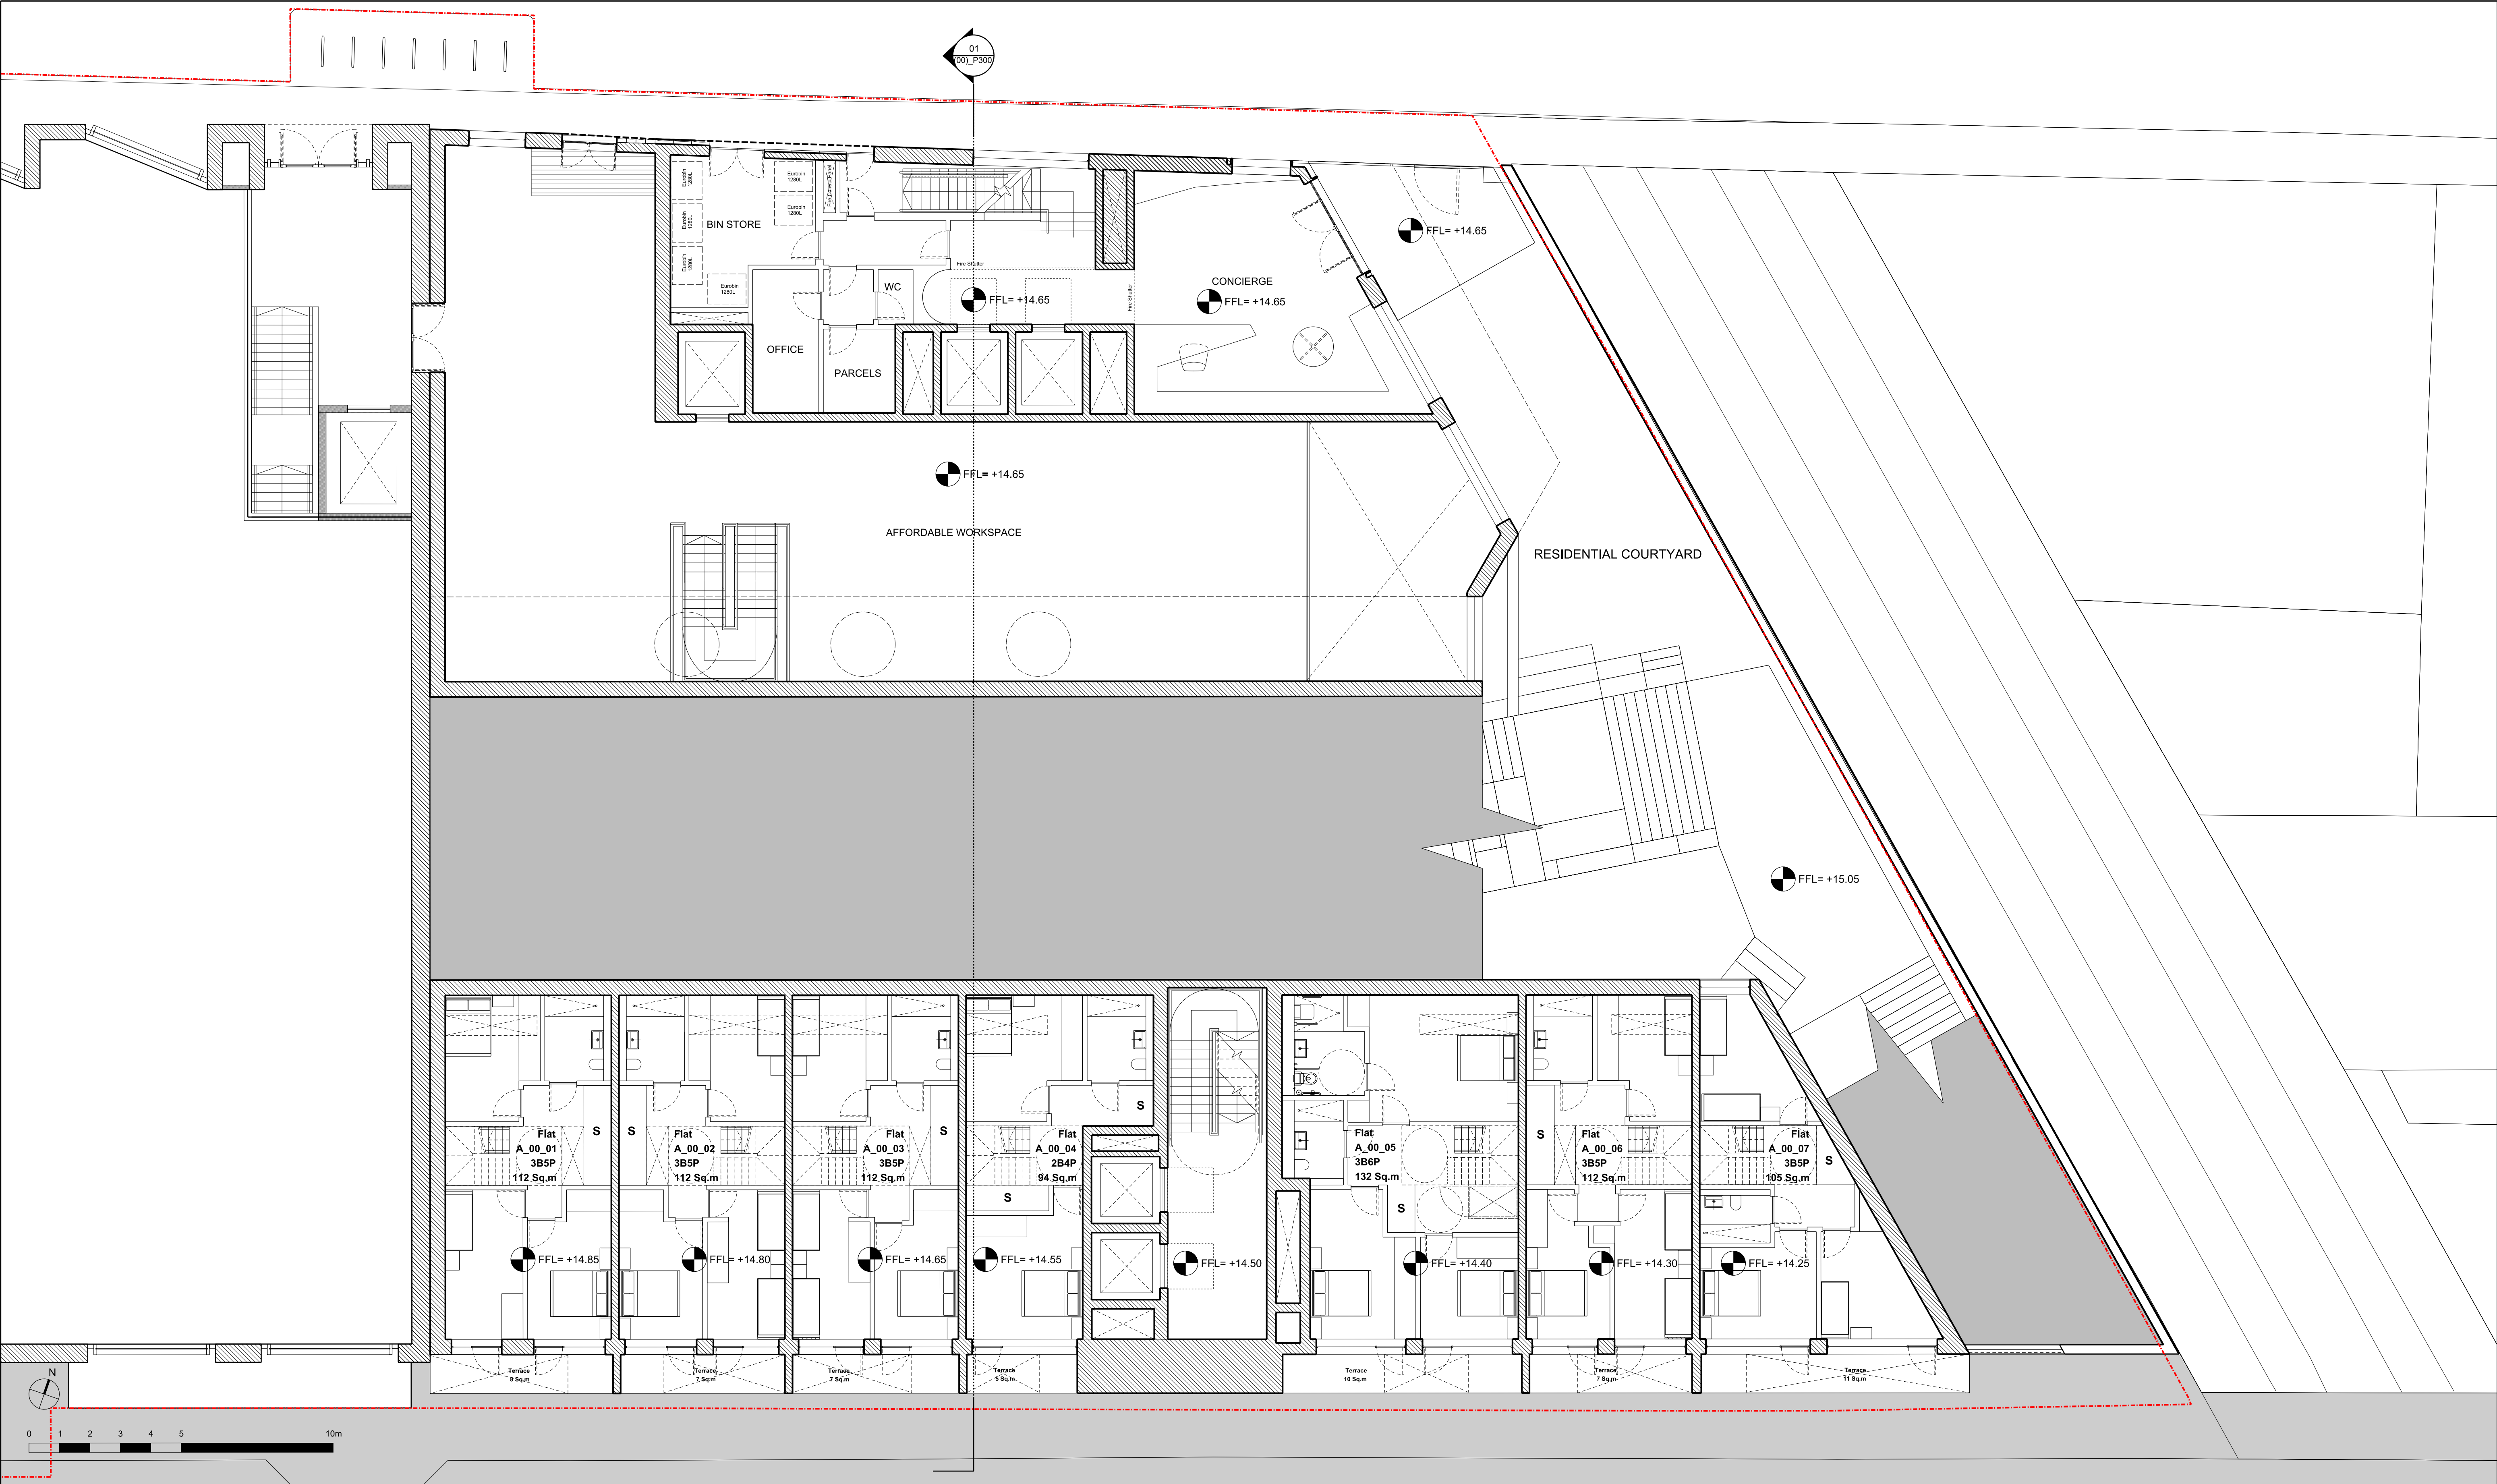 01
(00)_P300
Eurobin
1280L
Eurobin
1280L
Eurobin
1280L
Eurobin
1280L
Eurobin
1280L
Eurobin
1280L
BIN STORE
Fire Shutter
Fire Shutter
WC
FFL= +14.65
CONCIERGE
FFL= +14.65
FFL= +14.65
OFFICE
PARCELS
FFL= +14.65
AFFORDABLE WORKSPACE
RESIDENTIAL COURTYARD
FFL= +15.05
Flat
A_00_01
3B5P
112 Sq.m
S
S
Flat
A_00_02
3B5P
112 Sq.m
Flat
A_00_03
3B5P
112 Sq.m
S
Flat
A_00_04
2B4P
94 Sq.m
S
S
Flat
A_00_05
3B6P
132 Sq.m
S
S
Flat
A_00_06
3B5P
112 Sq.m
Flat
A_00_07
3B5P
105 Sq.m
S
FFL= +14.85
FFL= +14.80
FFL= +14.65
FFL= +14.55
FFL= +14.50
FFL= +14.40
FFL= +14.30
FFL= +14.25
Terrace
8 Sq.m
Terrace
7 Sq.m
Terrace
7 Sq.m
Terrace
5 Sq.m
Terrace
10 Sq.m
Terrace
7 Sq.m
Terrace
11 Sq.m
N
0 1 2 3 4 5 10m